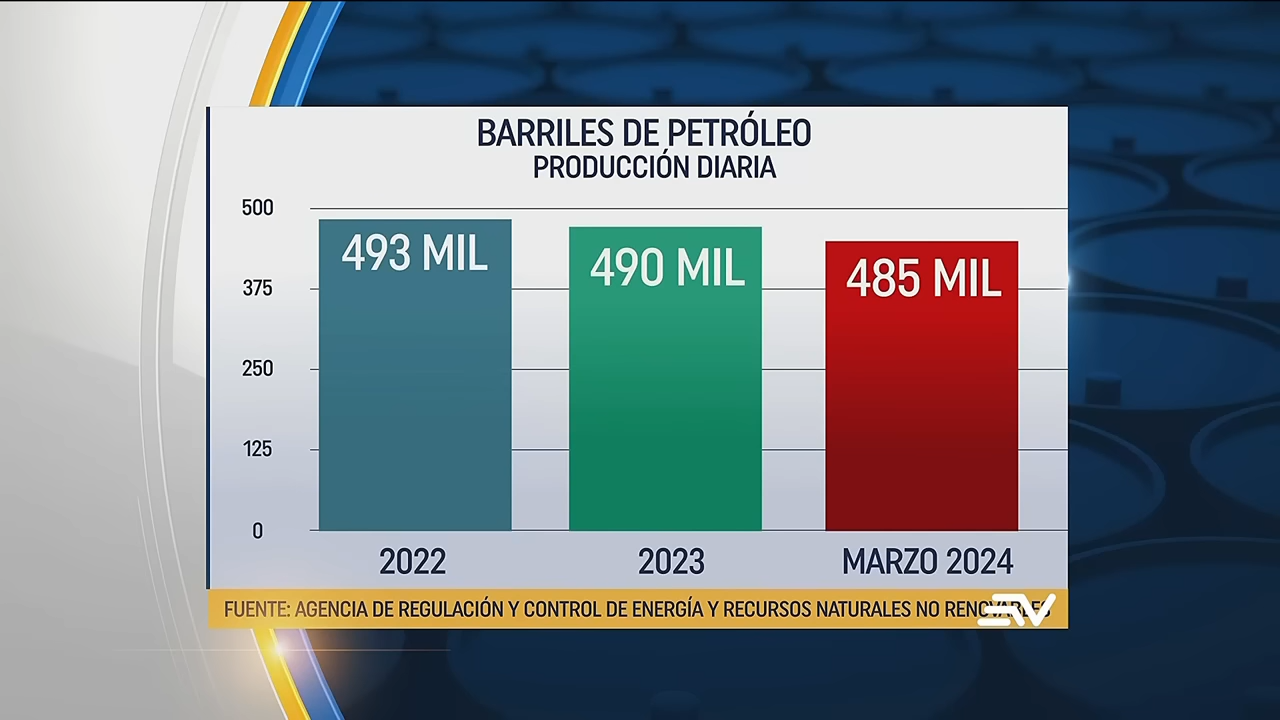 BARRILES DE PETRÓLEO
PRODUCCIÓN DIARIA
500
375
250
125
0
493 MIL
490 MIL
485 MIL
2022
2023
MARZO 2024
FUENTE: AGENCIA DE REGULACIÓN Y CONTROL DE ENERGÍA Y RECURSOS NATURALES NO RENOVABLES